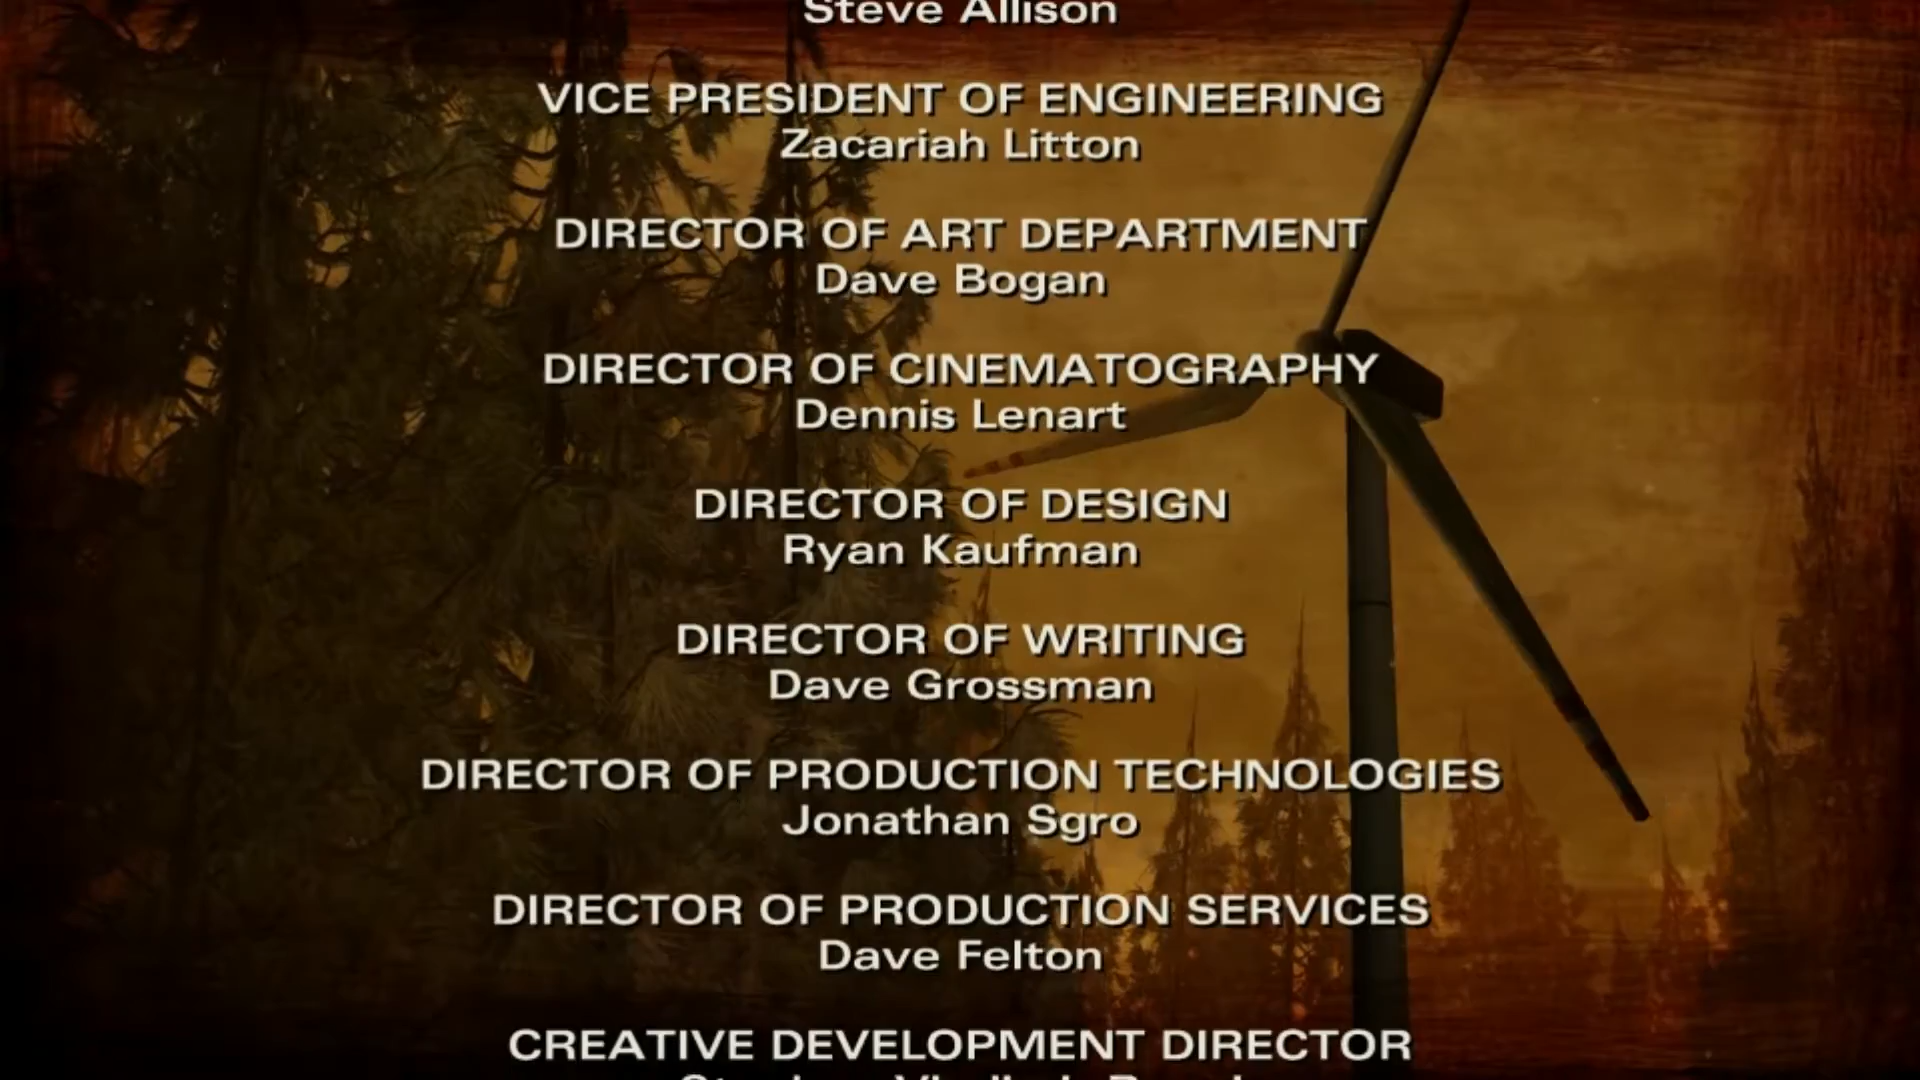 Steve Allison
VICE PRESIDENT OF ENGINEERING
Zacariah Litton
DIRECTOR OF ART DEPARTMENT
Dave Bogan
DIRECTOR OF CINEMATOGRAPHY
Dennis Lenart
DIRECTOR OF DESIGN
Ryan Kaufman
DIRECTOR OF WRITING
Dave Grossman
DIRECTOR OF PRODUCTION TECHNOLOGIES
Jonathan Sgro
DIRECTOR OF PRODUCTION SERVICES
Dave Felton
CREATIVE DEVELOPMENT DIRECTOR